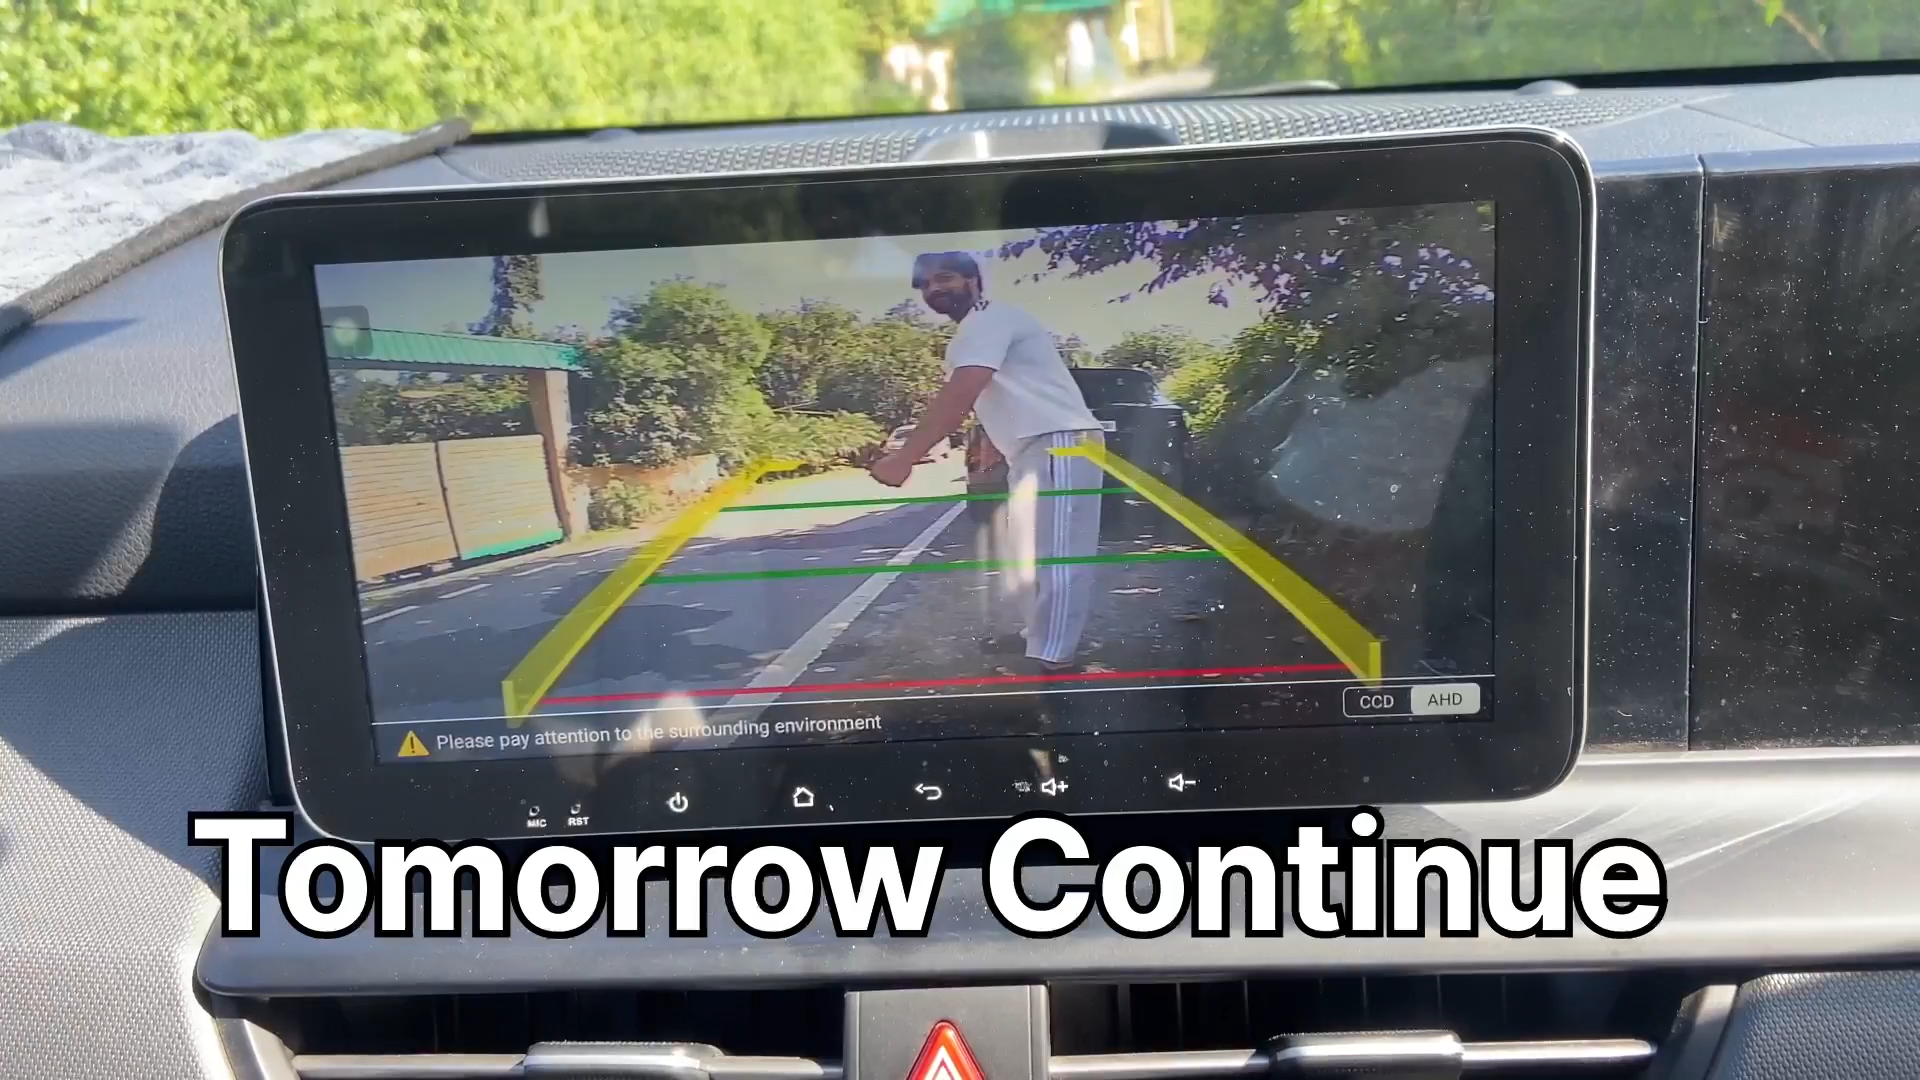 CCD AHD
Please pay attention to the surrounding environment
MIC RST
Tomorrow Continue